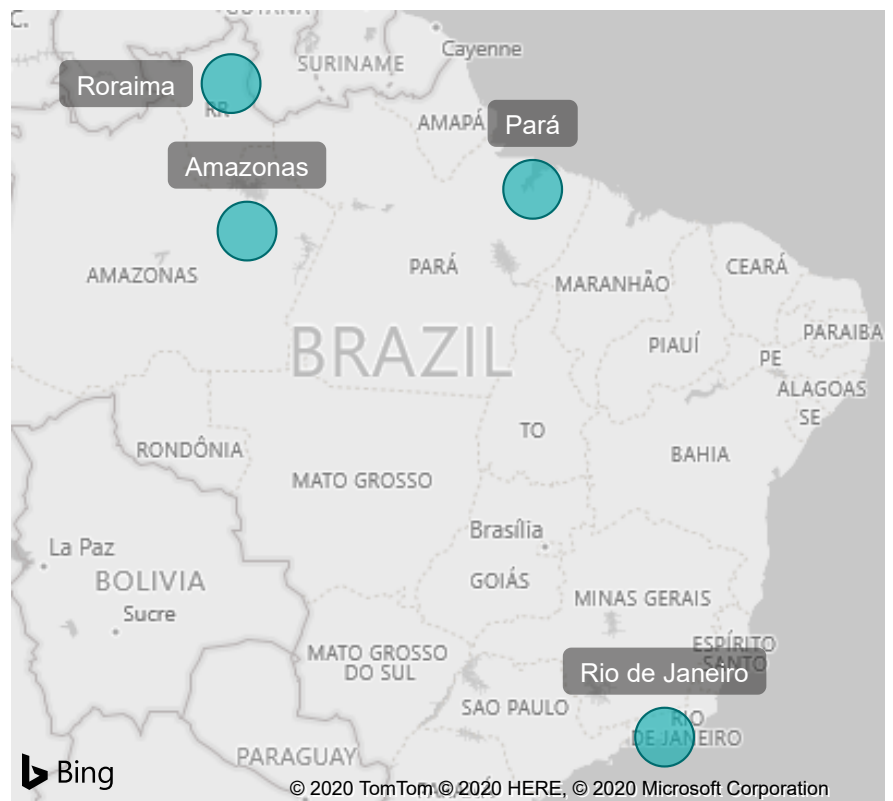 C.
GUYANA
Cayenne
SURINAME
Roraima
RR
AMAPÁ
Pará
Amazonas
AMAZONAS
PARÁ
MARANHÃO
CEARÁ
BRAZIL
PIAUÍ
PARAIBA
PE
ALAGOAS
SE
TO
RONDÔNIA
BAHIA
MATO GROSSO
Brasília
La Paz
BOLIVIA
GOIÁS
MINAS GERAIS
Sucre
ESPÍRITO
SANTO
MATO GROSSO
DO SUL
Rio de Janeiro
SAO PAULO
RIO
DE JANEIRO
PARAGUAY
Bing
© 2020 TomTom © 2020 HERE, © 2020 Microsoft Corporation